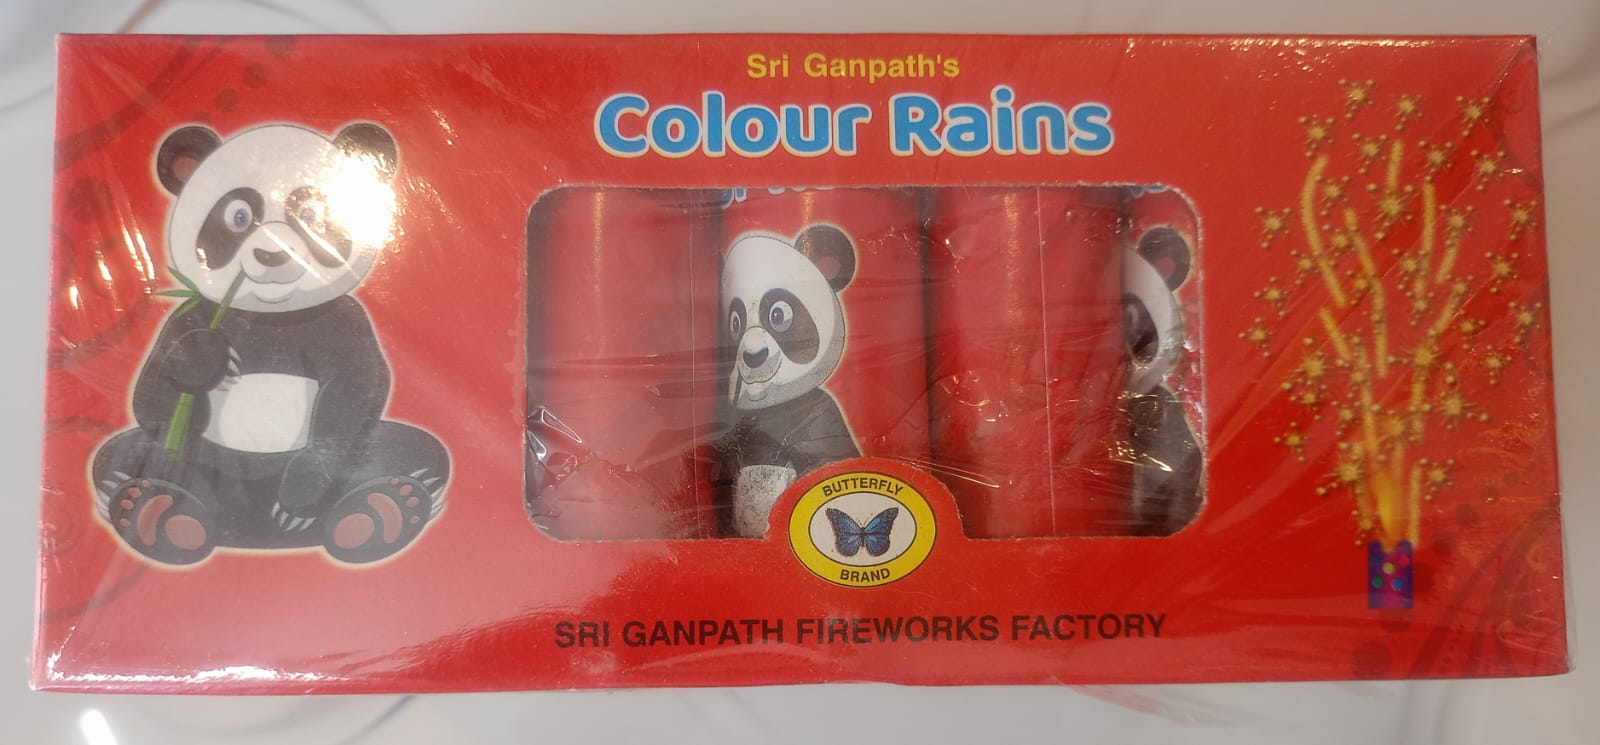 Sri Ganpath's
Colour Rains
BUTTERFLY
BRAND
SRI GANPATH FIREWORKS FACTORY